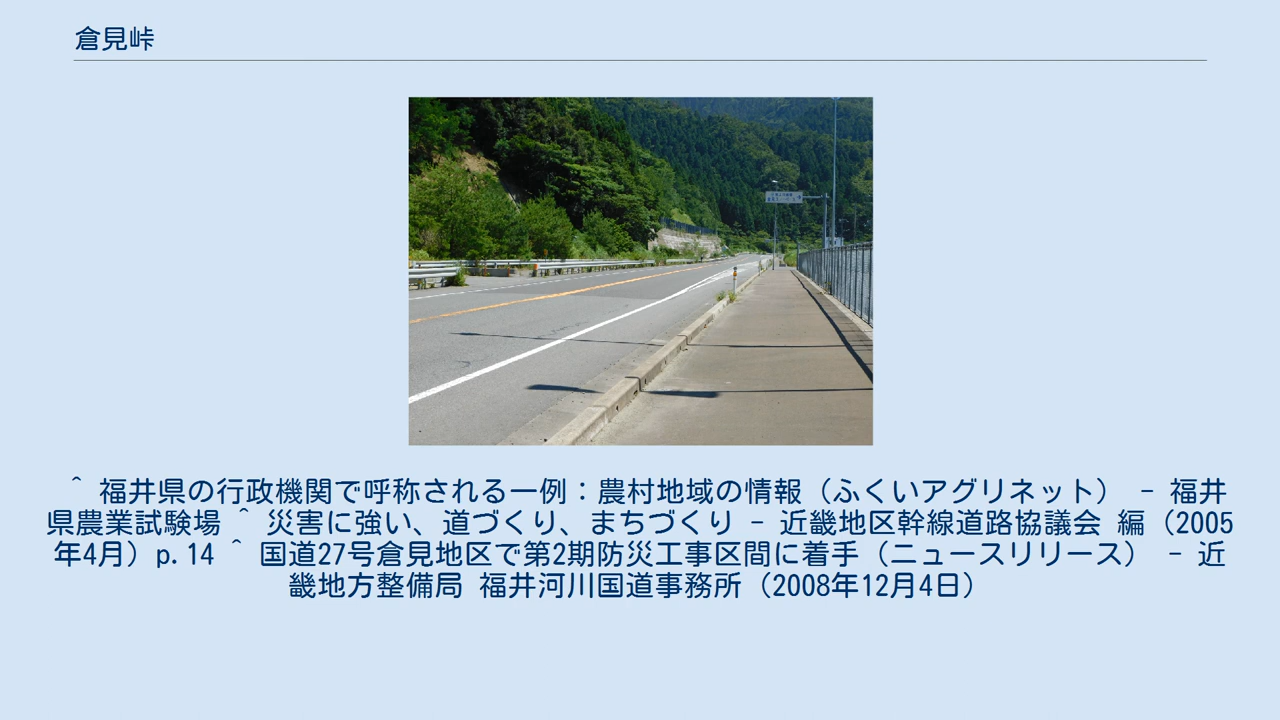 倉見峠
^ 福井県の行政機関で呼称される一例：農村地域の情報（ふくいアグリネット） - 福井
県農業試験場 ^ 災害に強い、道づくり、まちづくり - 近畿地区幹線道路協議会 編（2005
年4月）p.14 ^ 国道27号倉見地区で第2期防災工事区間に着手（ニュースリリース） - 近
畿地方整備局 福井河川国道事務所（2008年12月4日）